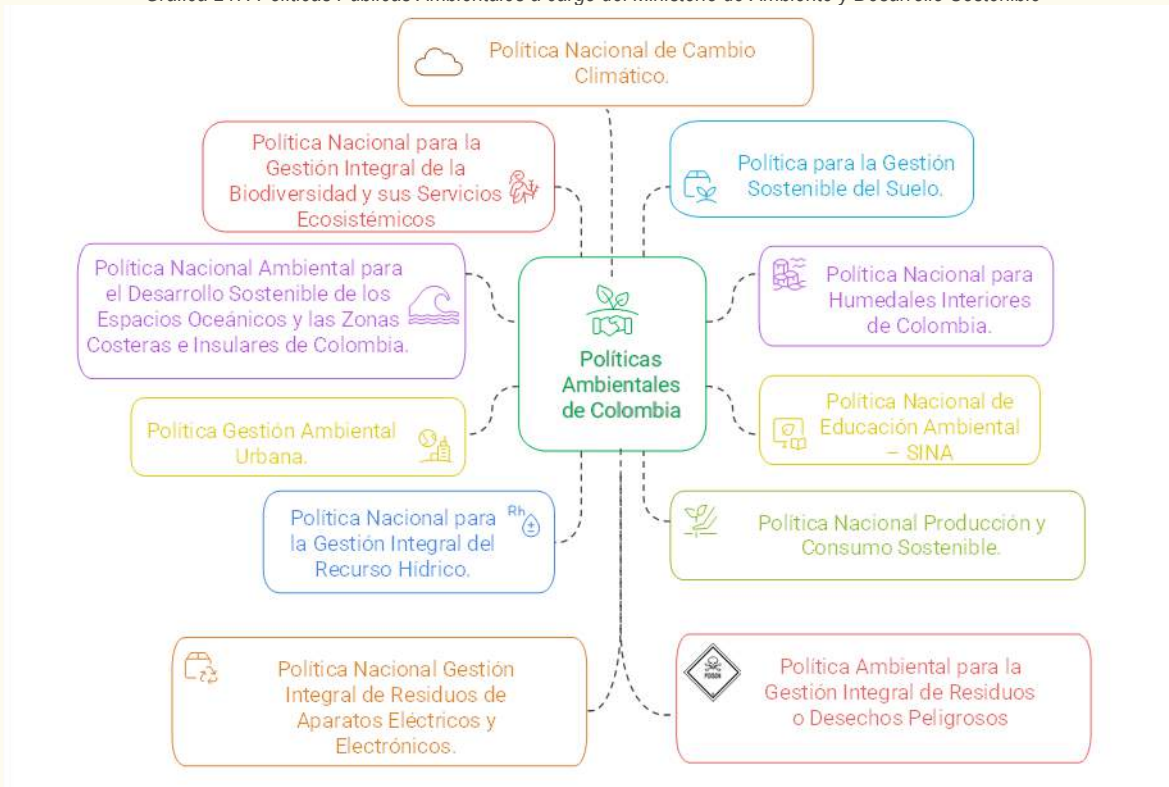 Política Nacional de Cambio
Climático.
Política Nacional para la
Gestión Integral de la
Biodiversidad y sus Servicios
Ecosistémicos
Política para la Gestión
Sostenible del Suelo.
Política Nacional Ambiental para
el Desarrollo Sostenible de los
Espacios Oceánicos y las Zonas
Costeras e Insulares de Colombia.
Política Nacional para
Humedales Interiores
de Colombia.
Políticas
Ambientales
de Colombia
Política Gestión Ambiental
Urbana.
Política Nacional de
Educación Ambiental
– SINA
Política Nacional para
la Gestión Integral del
Recurso Hídrico.
Rh
Política Nacional Producción y
Consumo Sostenible.
Política Nacional Gestión
Integral de Residuos de
Aparatos Eléctricos y
Electrónicos.
POISON
Política Ambiental para la
Gestión Integral de Residuos
o Desechos Peligrosos